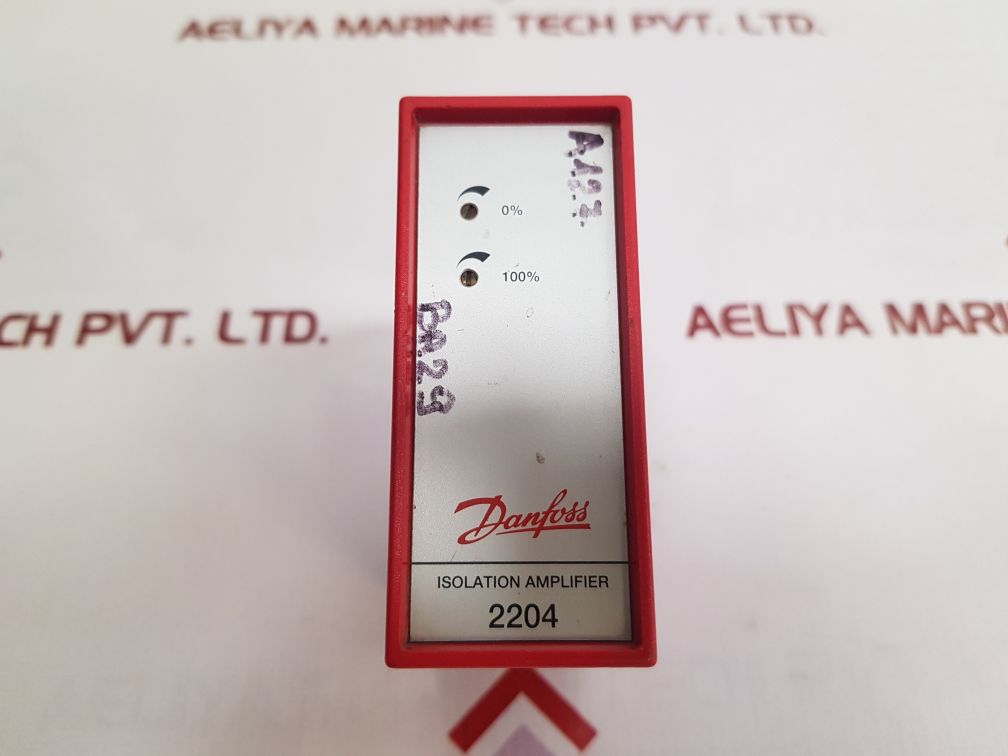 AELIYA MARINE TECH PVT. LTD.
0%
100%
CH PVT. LTD.
AELIYA MARI
Danfoss
ISOLATION AMPLIFIER
2204